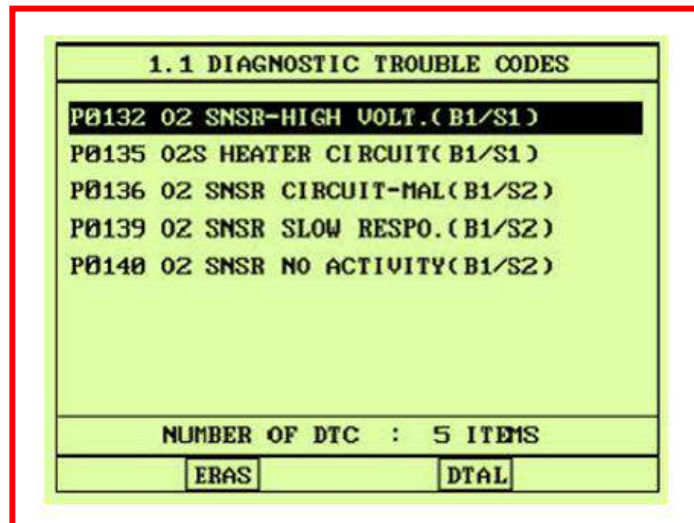 1.1 DIAGNOSTIC TROUBLE CODES
P0132 O2 SNSR-HIGH VOLT.(B1/S1)
P0135 O2S HEATER CIRCUIT(B1/S1)
P0136 O2 SNSR CIRCUIT-MAL(B1/S2)
P0139 O2 SNSR SLOW RESPO.(B1/S2)
P0140 O2 SNSR NO ACTIVITY(B1/S2)
NUMBER OF DTC : 5 ITEMS
ERAS DTAL